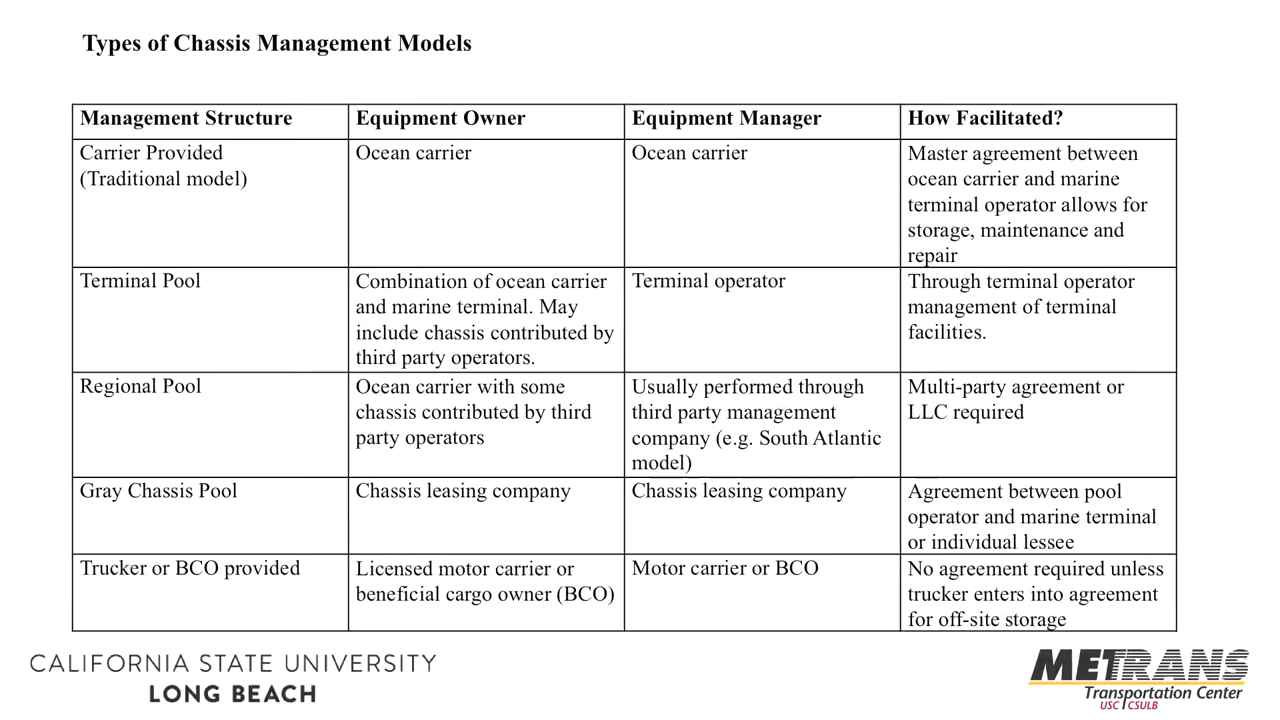 Types of Chassis Management Models
Management Structure
Equipment Owner
Equipment Manager
How Facilitated?
Carrier Provided
(Traditional model)
Ocean carrier
Ocean carrier
Master agreement between
ocean carrier and marine
terminal operator allows for
storage, maintenance and
repair
Terminal Pool
Combination of ocean carrier
and marine terminal. May
include chassis contributed by
third party operators.
Terminal operator
Through terminal operator
management of terminal
facilities.
Regional Pool
Ocean carrier with some
chassis contributed by third
party operators
Usually performed through
third party management
company (e.g. South Atlantic
model)
Multi-party agreement or
LLC required
Gray Chassis Pool
Chassis leasing company
Chassis leasing company
Agreement between pool
operator and marine terminal
or individual lessee
Trucker or BCO provided
Licensed motor carrier or
beneficial cargo owner (BCO)
Motor carrier or BCO
No agreement required unless
trucker enters into agreement
for off-site storage
CALIFORNIA STATE UNIVERSITY
LONG BEACH
METRANS
Transportation Center
USC | CSULB